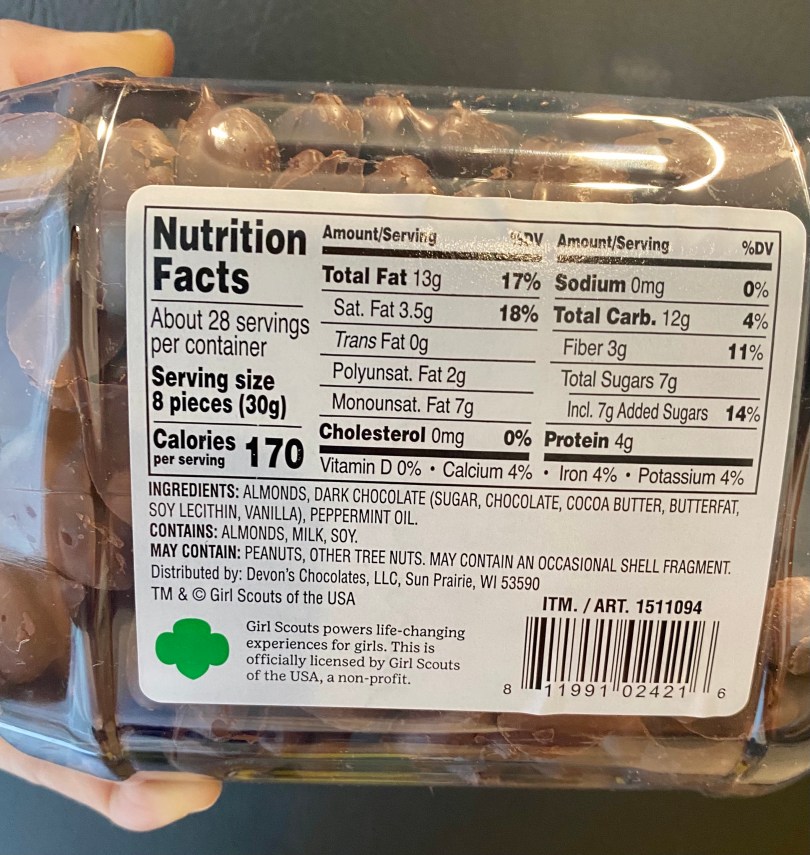 Nutrition
Facts
About 28 servings
per container
Serving size
8 pieces (30g)
Calories 170
per serving
Amount/Serving %DV
Total Fat 13g 17%
Sat. Fat 3.5g 18%
Trans Fat 0g
Polyunsat. Fat 2g
Monounsat. Fat 7g
Cholesterol 0mg 0%
Amount/Serving %DV
Sodium 0mg 0%
Total Carb. 12g 4%
Fiber 3g 11%
Total Sugars 7g
Incl. 7g Added Sugars 14%
Protein 4g
Vitamin D 0% • Calcium 4% • Iron 4% • Potassium 4%
INGREDIENTS: ALMONDS, DARK CHOCOLATE (SUGAR, CHOCOLATE, COCOA BUTTER, BUTTERFAT,
SOY LECITHIN, VANILLA), PEPPERMINT OIL.
CONTAINS: ALMONDS, MILK, SOY.
MAY CONTAIN: PEANUTS, OTHER TREE NUTS. MAY CONTAIN AN OCCASIONAL SHELL FRAGMENT.
Distributed by: Devon's Chocolates, LLC, Sun Prairie, WI 53590
TM & © Girl Scouts of the USA
Girl Scouts powers life-changing
experiences for girls. This is
officially licensed by Girl Scouts
of the USA, a non-profit.
ITM. / ART. 1511094
8 11991 02421 6